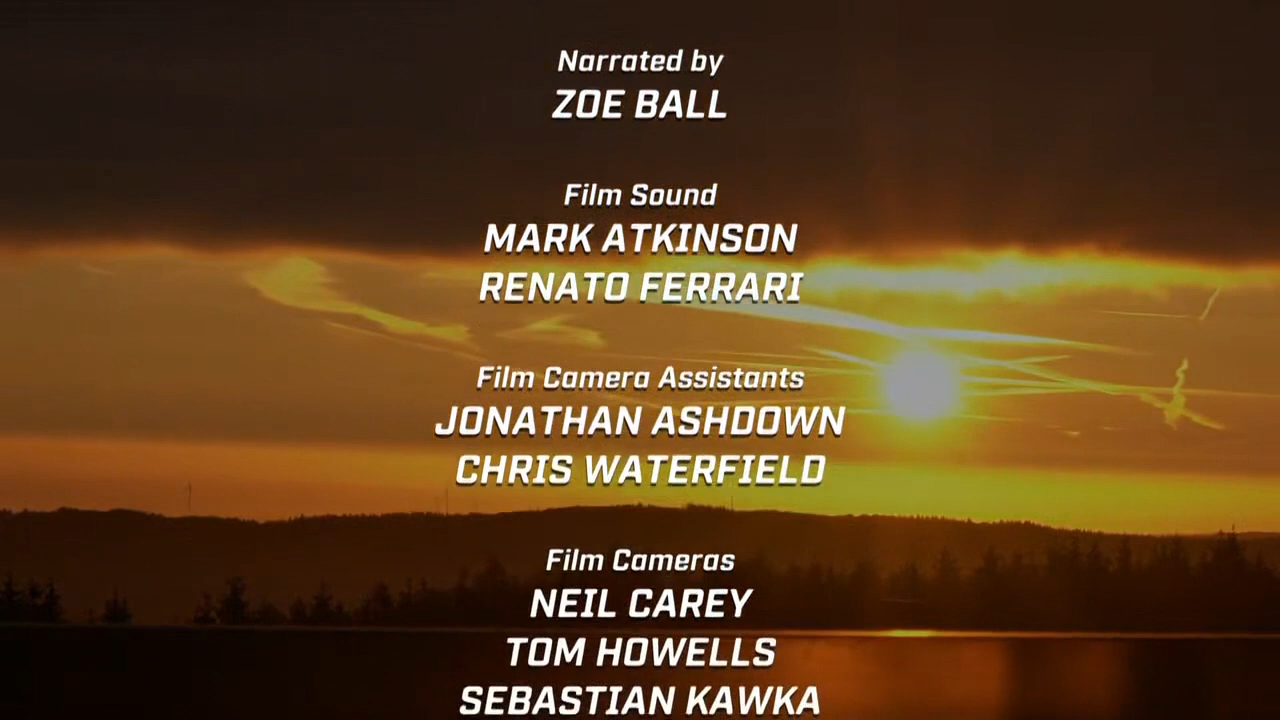 Narrated by
ZOE BALL
Film Sound
MARK ATKINSON
RENATO FERRARI
Film Camera Assistants
JONATHAN ASHDOWN
CHRIS WATERFIELD
Film Cameras
NEIL CAREY
TOM HOWELLS
SEBASTIAN KAWKA